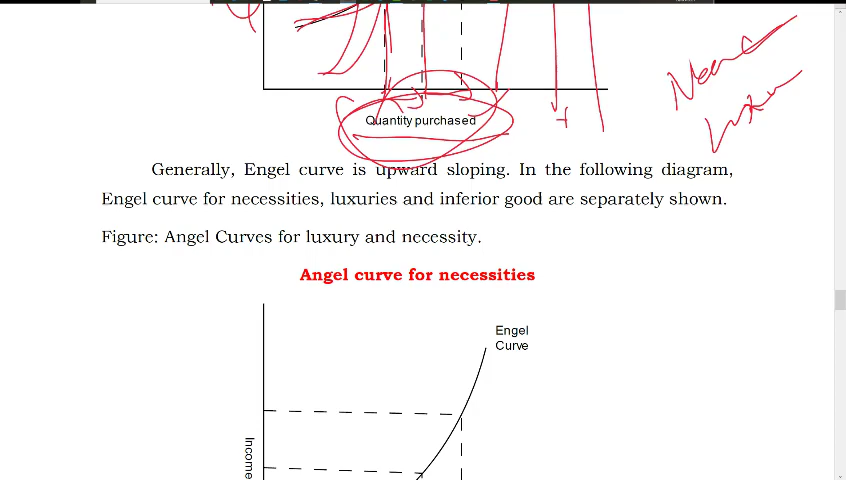 Quantity purchased
Generally, Engel curve is upward sloping. In the following diagram,
Engel curve for necessities, luxuries and inferior good are separately shown.
Figure: Angel Curves for luxury and necessity.
Angel curve for necessities
Engel
Curve
Income